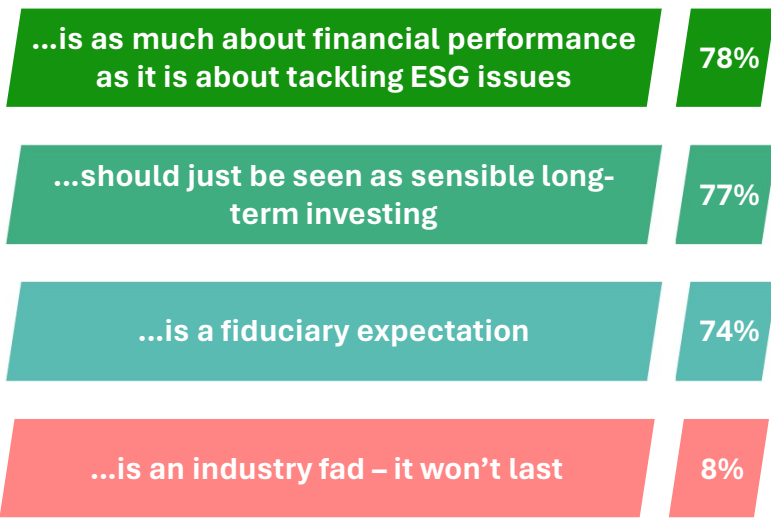 ...is as much about financial performance
as it is about tackling ESG issues
78%
...should just be seen as sensible long-
term investing
77%
...is a fiduciary expectation
74%
...is an industry fad – it won’t last
8%